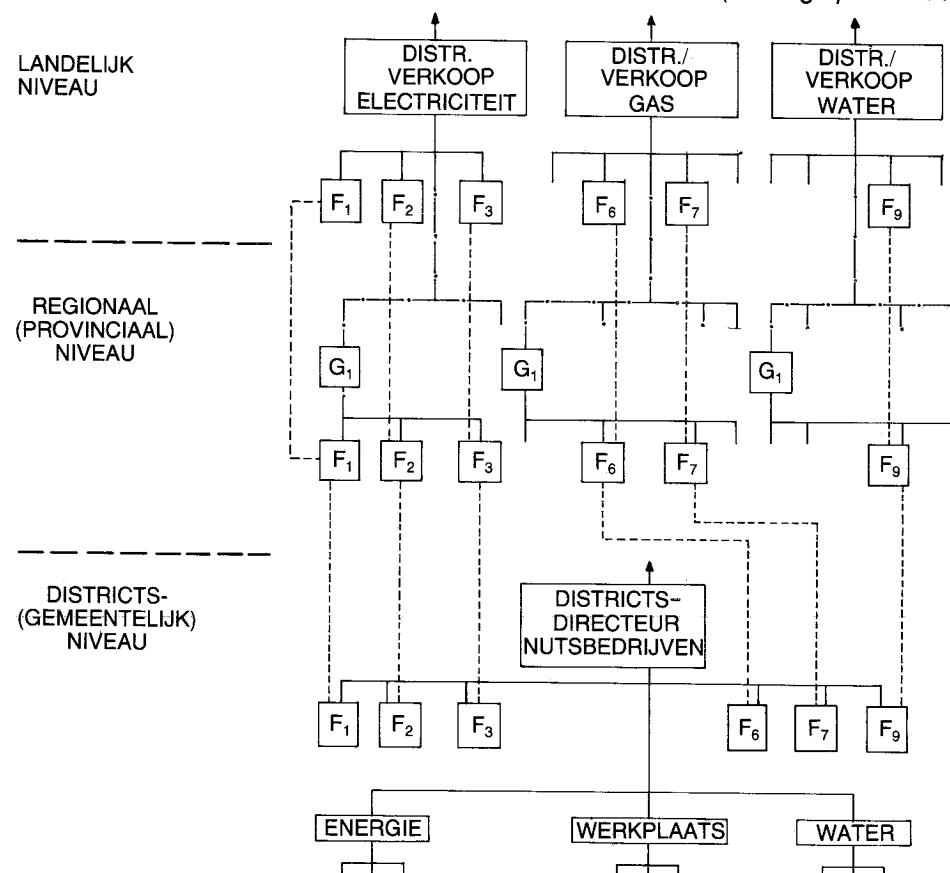 LANDELIJK
NIVEAU
DISTR.
VERKOOP
ELECTRICITEIT
DISTR./
VERKOOP
GAS
DISTR./
VERKOOP
WATER
F1
F2
F3
F6
F7
F9
REGIONAAL
(PROVINCIAAL)
NIVEAU
G1
G1
G1
F1
F2
F3
F6
F7
F9
DISTRICTS-
(GEMEENTELIJK)
NIVEAU
DISTRICTS-
DIRECTEUR
NUTSBEDRIJVEN
F1
F2
F3
F6
F7
F9
ENERGIE
WERKPLAATS
WATER